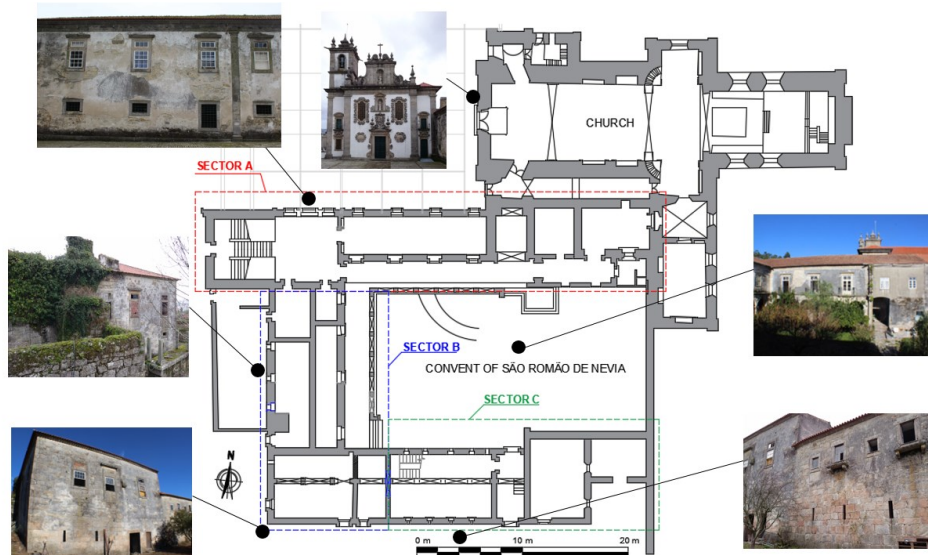 CHURCH
SECTOR A
SECTOR B
CONVENT OF SÃO ROMÃO DE NEVIA
SECTOR C
N
0 m 10 m 20 m